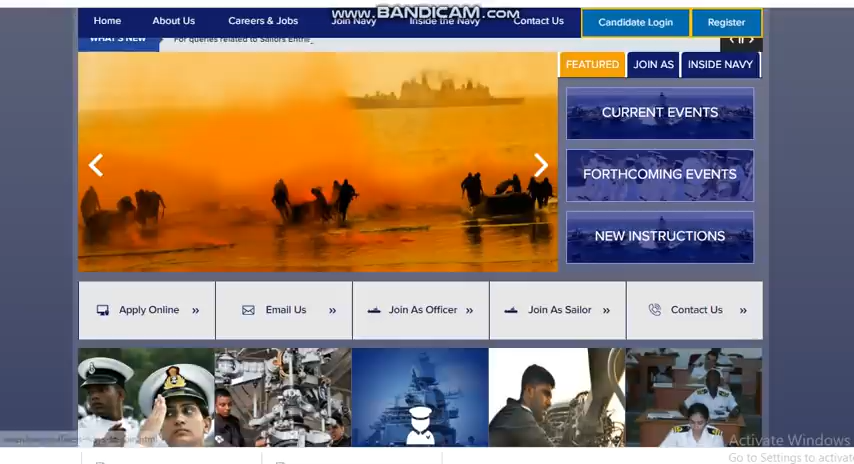 www.BANDICAM.com
Home About Us Careers & Jobs Join Navy Inside the Navy Contact Us Candidate Login Register
WHAT'S NEW For queries related to Sailors Entrie_
FEATURED JOIN AS INSIDE NAVY
CURRENT EVENTS
FORTHCOMING EVENTS
NEW INSTRUCTIONS
Apply Online » Email Us » Join As Officer » Join As Sailor » Contact Us »
Activate Windows
Go to Settings to activate